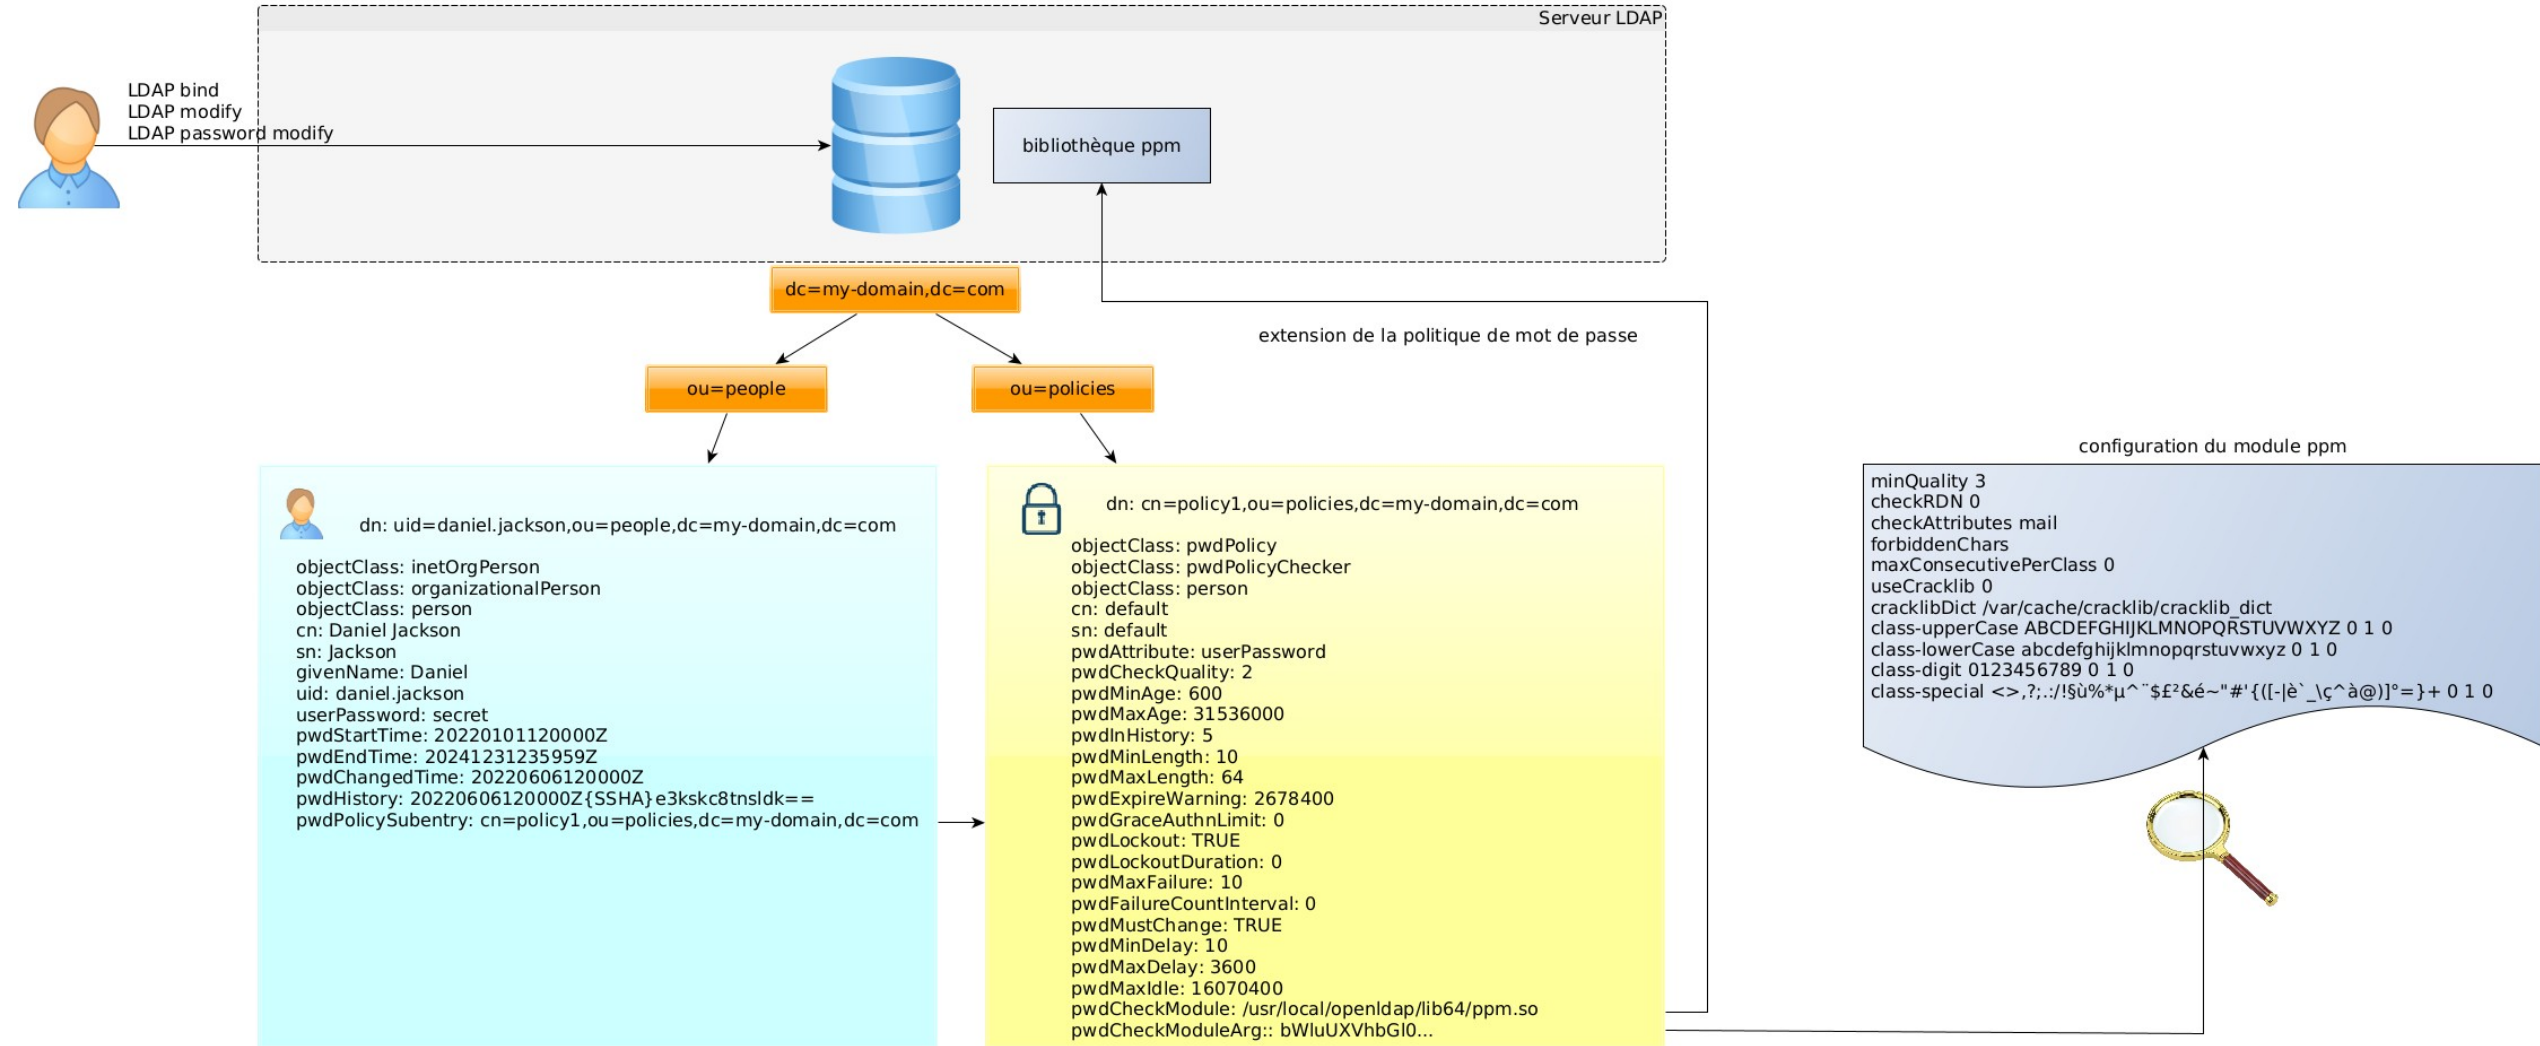 Serveur LDAP
LDAP bind
LDAP modify
LDAP password modify
bibliothèque ppm
dc=my-domain,dc=com
extension de la politique de mot de passe
ou=people
ou=policies
dn: uid=daniel.jackson,ou=people,dc=my-domain,dc=com
objectClass: inetOrgPerson
objectClass: organizationalPerson
objectClass: person
cn: Daniel Jackson
sn: Jackson
givenName: Daniel
uid: daniel.jackson
userPassword: secret
pwdStartTime: 20220101120000Z
pwdEndTime: 20241231235959Z
pwdChangedTime: 20220606120000Z
pwdHistory: 20220606120000Z{SSHA}e3kskc8tnsldk==
pwdPolicySubentry: cn=policy1,ou=policies,dc=my-domain,dc=com
dn: cn=policy1,ou=policies,dc=my-domain,dc=com
objectClass: pwdPolicy
objectClass: pwdPolicyChecker
objectClass: person
cn: default
sn: default
pwdAttribute: userPassword
pwdCheckQuality: 2
pwdMinAge: 600
pwdMaxAge: 31536000
pwdInHistory: 5
pwdMinLength: 10
pwdMaxLength: 64
pwdExpireWarning: 2678400
pwdGraceAuthnLimit: 0
pwdLockout: TRUE
pwdLockoutDuration: 0
pwdMaxFailure: 10
pwdFailureCountInterval: 0
pwdMustChange: TRUE
pwdMinDelay: 10
pwdMaxDelay: 3600
pwdMaxIdle: 16070400
pwdCheckModule: /usr/local/openldap/lib64/ppm.so
pwdCheckModuleArg:: bWluUXVhbGl0...
configuration du module ppm
minQuality 3
checkRDN 0
checkAttributes mail
forbiddenChars
maxConsecutivePerClass 0
useCracklib 0
cracklibDict /var/cache/cracklib/cracklib_dict
class-upperCase ABCDEFGHIJKLMNOPQRSTUVWXYZ 0 1 0
class-lowerCase abcdefghijklmnopqrstuvwxyz 0 1 0
class-digit 0123456789 0 1 0
class-special <>,?;.:/!§ù%*µ^¨$£²&é~"#'{([-|è`_\ç^à@)]°=}+ 0 1 0